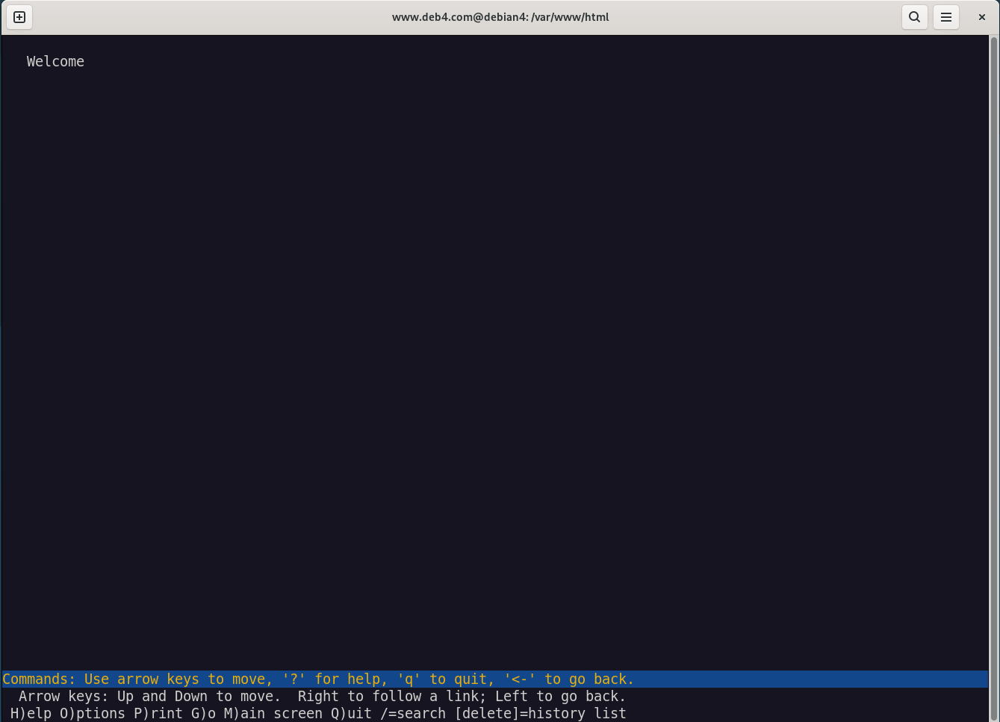 www.deb4.com@debian4: /var/www/html
Welcome
Commands: Use arrow keys to move, '?' for help, 'q' to quit, '<-' to go back.
Arrow keys: Up and Down to move.  Right to follow a link; Left to go back.
H)elp O)ptions P)rint G)o M)ain screen Q)uit /=search [delete]=history list